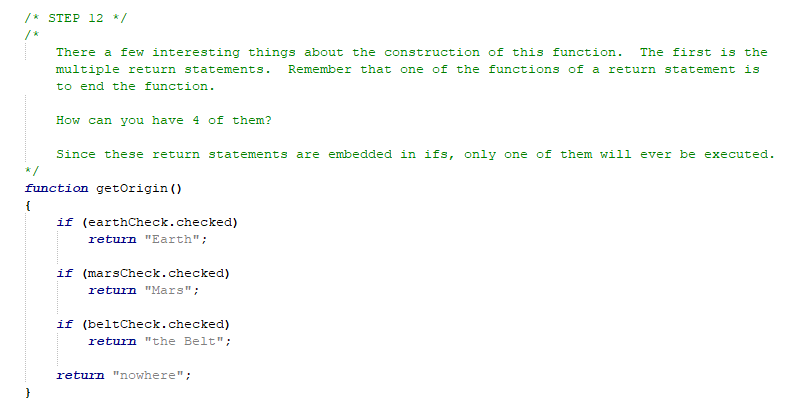 /* STEP 12 */
/*
There a few interesting things about the construction of this function.  The first is the
multiple return statements.  Remember that one of the functions of a return statement is
to end the function.
How can you have 4 of them?
Since these return statements are embedded in ifs, only one of them will ever be executed.
*/
function getOrigin()
{
if (earthCheck.checked)
return "Earth";
if (marsCheck.checked)
return "Mars";
if (beltCheck.checked)
return "the Belt";
return "nowhere";
}